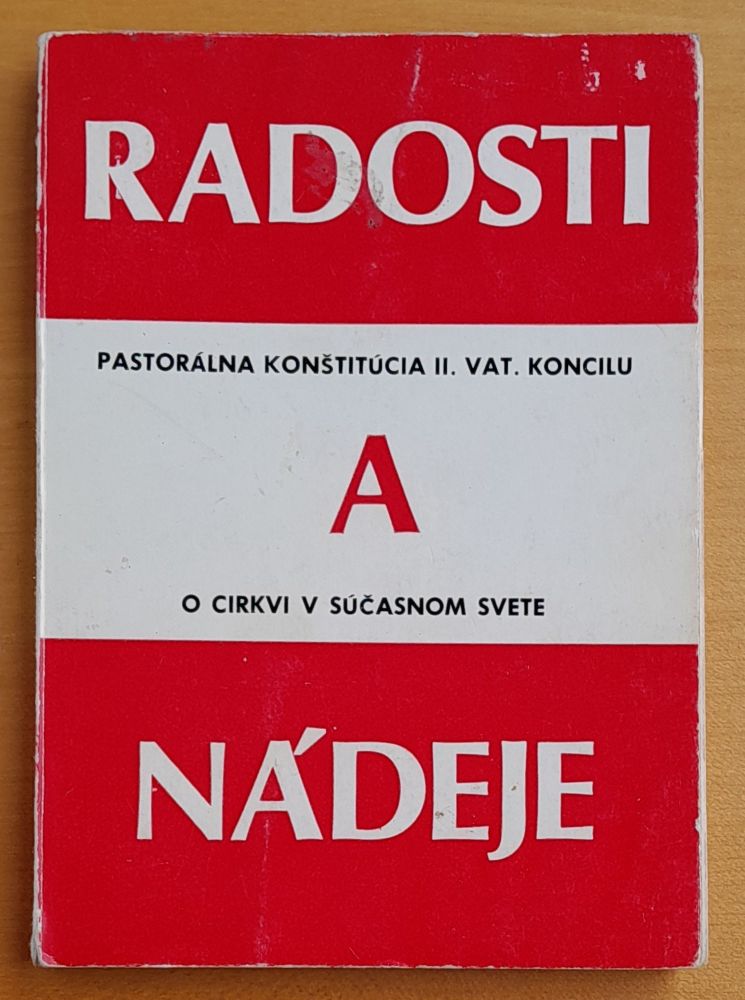 RADOSTI
PASTORÁLNA KONŠTITÚCIA II. VAT. KONCILU
A
O CIRKVI V SÚČASNOM SVETE
NÁDEJE